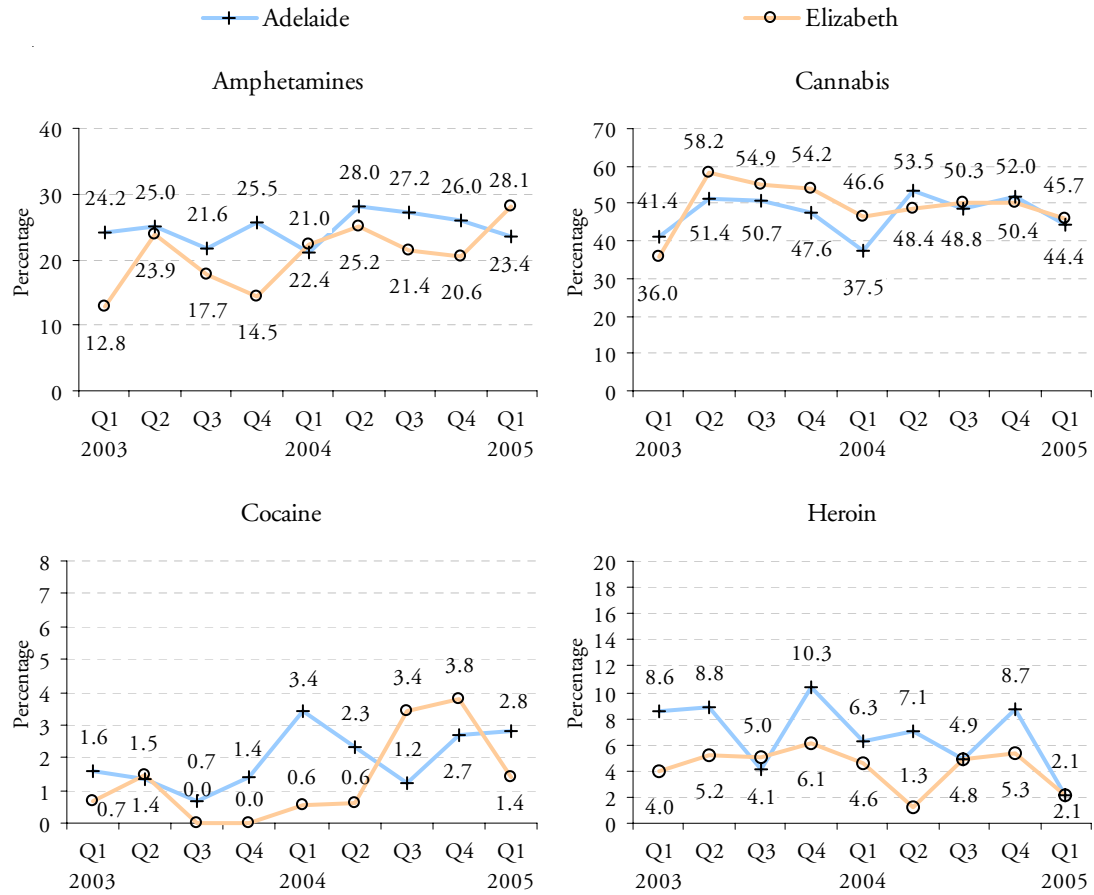 Adelaide Elizabeth
Amphetamines
Percentage
40
30
20
10
0
24.2 25.0 21.6 25.5 21.0 28.0 27.2 26.0 28.1
12.8 23.9 17.7 14.5 22.4 25.2 21.4 20.6 23.4
Q1 Q2 Q3 Q4 Q1 Q2 Q3 Q4 Q1
2003 2004 2005
Cannabis
Percentage
70
60
50
40
30
20
10
0
41.4 58.2 54.9 54.2 46.6 53.5 50.3 52.0 45.7
36.0 51.4 50.7 47.6 37.5 48.4 48.8 50.4 44.4
Q1 Q2 Q3 Q4 Q1 Q2 Q3 Q4 Q1
2003 2004 2005
Cocaine
Percentage
8
7
6
5
4
3
2
1
0
1.6 1.5 0.7 1.4 3.4 2.3 3.4 3.8 2.8
0.7 1.4 0.0 0.0 0.6 0.6 1.2 2.7 1.4
Q1 Q2 Q3 Q4 Q1 Q2 Q3 Q4 Q1
2003 2004 2005
Heroin
Percentage
20
18
16
14
12
10
8
6
4
2
0
8.6 8.8 5.0 10.3 6.3 7.1 4.9 8.7 2.1
4.0 5.2 4.1 6.1 4.6 1.3 4.8 5.3 2.1
Q1 Q2 Q3 Q4 Q1 Q2 Q3 Q4 Q1
2003 2004 2005